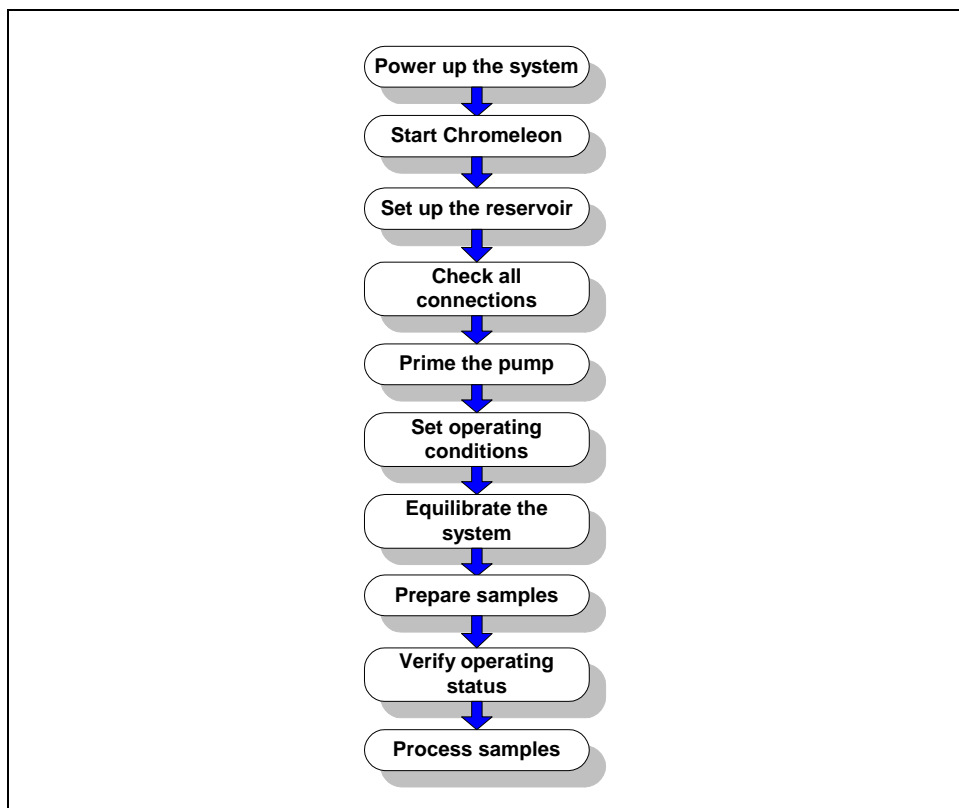 Power up the system
Start Chromeleon
Set up the reservoir
Check all
connections
Prime the pump
Set operating
conditions
Equilibrate the
system
Prepare samples
Verify operating
status
Process samples